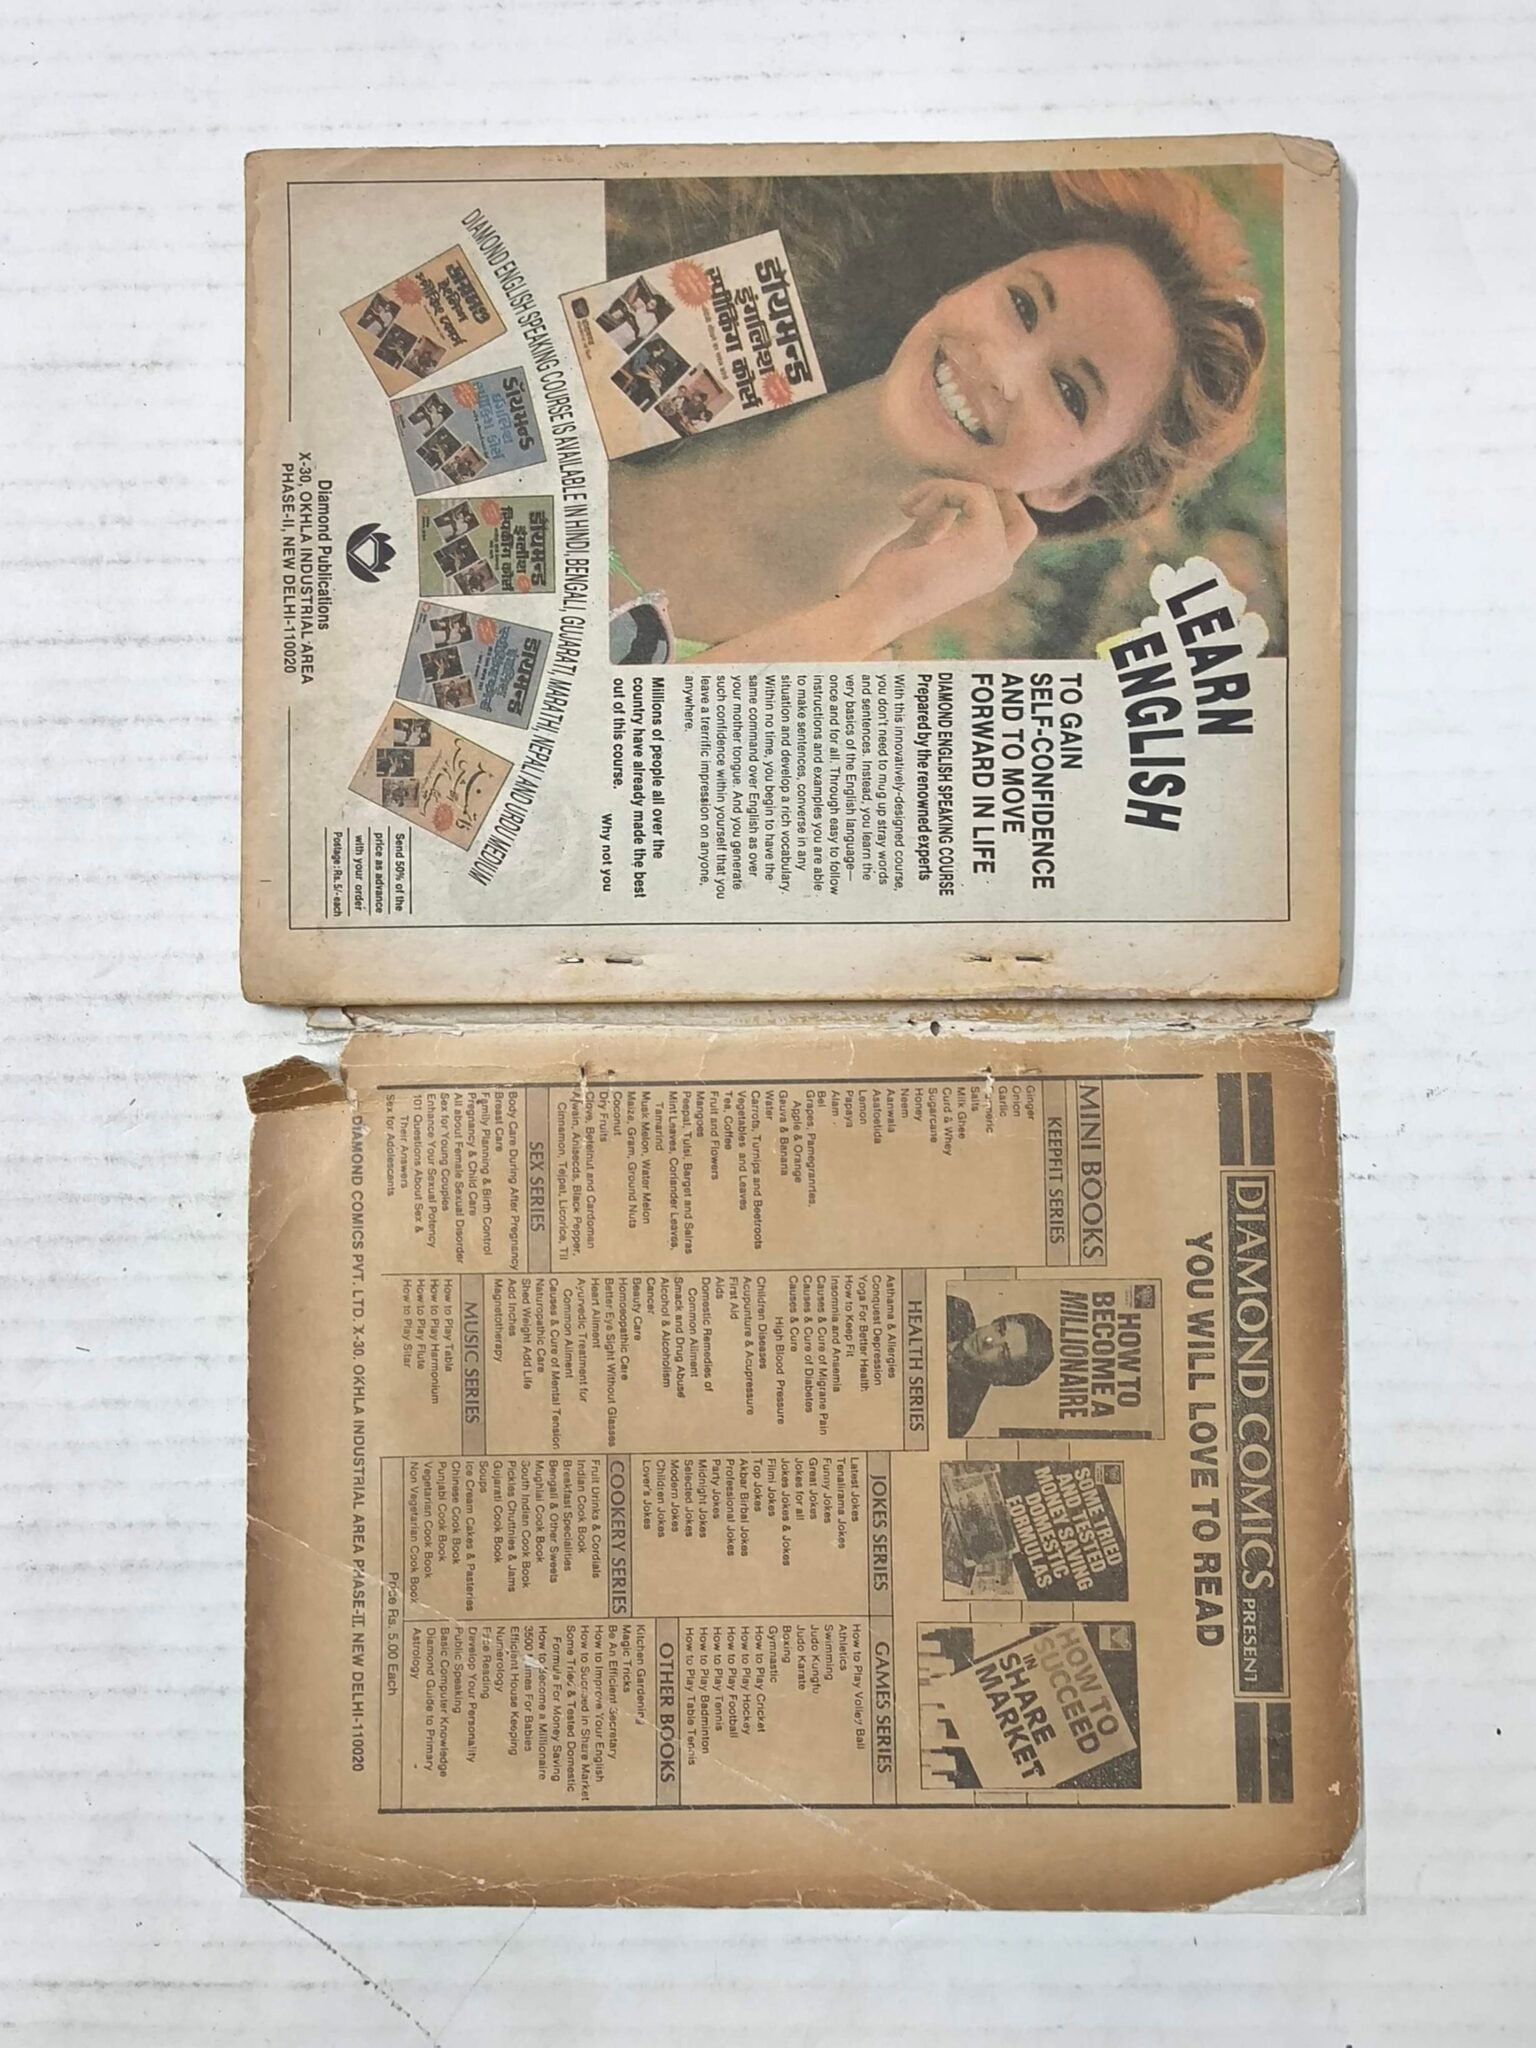 LEARN
ENGLISH
TO GAIN
SELF-CONFIDENCE
AND TO MOVE
FORWARD IN LIFE
DIAMOND ENGLISH SPEAKING COURSE
Prepared by the renowned experts
With this innovatively-designed course,
you don't need to mug up stray words
and sentences. Instead, you learn the
very basics of the English language—
once and for all. Through easy to follow
instructions and examples you are able
to make sentences, converse in any
situation and develop a rich vocabulary.
Within no time, you begin to have the
same command over English as over
your mother tongue. And you generate
such confidence within yourself that you
leave a trerrific impression on anyone,
anywhere.
Millions of people all over the
country have already made the best
out of this course.
Why not you
डायमण्ड
इंगलिश
स्पीकिंग कोर्स
DIAMOND ENGLISH SPEAKING COURSE IS AVAILABLE IN HINDI, BENGALI, GUJARATI, MARATHI, NEPALI AND URDU MEDIUM
Diamond Publications
X-30, OKHLA INDUSTRIAL AREA
PHASE-II, NEW DELHI-110020
Send 50% of the
price as advance
with your order
Postage: Rs. 5/-each
DIAMOND COMICS PRESENT
YOU WILL LOVE TO READ
HOW TO
BECOME A
MILLIONAIRE
SOME TRIED
AND TESTED
MONEY SAVING
DOMESTIC
FORMULAS
HOW TO
SUCCEED
IN
SHARE
MARKET
MINI BOOKS
KEEPFIT SERIES
Ginger
Onion
Garlic
Salts
Milk Ghee
Curd & Whey
Sugarcane
Honey
Neem
Aanwala
Asafoetida
Lemon
Papaya
Alam
Bel
Grapes, Pamegranrtes,
Apple & Orange
Gauva & Banana
Water
Carrots, Turnips and Beetroots
Vegetables and Leaves
Tea, Coffee
Fruit and Flowers
Mangoes
Peepal, Tulsi, Barget and Salras
Mint Leaves, Coriander Leaves,
Tamarind
Musk Melon, Water Melon
Maize, Gram, Ground Nuts
Coconut
Dry Fruits
Clove, Betelnut and Cardoman
Ajwain, Aniseeds, Black Pepper,
Cinnamon, Tejpat, Licorice, Til
SEX SERIES
Body Care During After Pregnancy
Breast Care
Family Planning & Birth Control
Pregnancy & Child Care
All about Female Sexual Disorder
Sex for Young Couples
Enhance Your Sexual Potency
101 Questions About Sex &
Their Answers
Sex for Adolescents
HEALTH SERIES
Asthama & Allergies
Conquest Depression
Yoga For Better Health
How to Keep Fit
Insomnia and Anaemia
Causes & Cure of Migrane Pain
Causes & Cure of Diabetes
Causes & Cure
High Blood Pressure
Children Diseases
Acupunture & Acupressure
First Aid
Aids
Domestic Remedies of
Common Aliment
Smack and Drug Abuse
Alcohol & Alcoholism
Cancer
Beauty Care
Homoeopathic Care
Better Eye Sight Without Glasses
Heart Aliment
Ayurvedic Treatment for
Common Aliment
Causes & Cure of Mental Tension
Naturopathic Care
Shed Weight Add Life
Add Inches
Magnetotherapy
MUSIC SERIES
How to Play Tabla
How to Play Harmonium
How to Play Flute
How to Play Sitar
JOKES SERIES
Latest Jokes
Tenalirama Jokes
Funny Jokes
Great Jokes
Jokes for all
Jokes Jokes & Jokes
Filmi Jokes
Top Jokes
Akbar Birbal Jokes
Professional Jokes
Party Jokes
Midnight Jokes
Selected Jokes
Modern Jokes
Children Jokes
Lover's Jokes
COOKERY SERIES
Fruit Drinks & Cordials
Indian Cook Book
Breakfast Specialities
Bengali & Other Sweets
Mughlai Cook Book
South Indian Cook Book
Pickles Chuttnies & Jams
Gujarati Cook Book
Soups
Ice Cream Cakes & Pasteries
Chinese Cook Book
Punjabi Cook Book
Vegetarian Cook Book
Non Vegetarian Cook Book
GAMES SERIES
How to Play Volley Ball
Athletics
Swimming
Judo Kungfu
Judo Karate
Boxing
Gymnastic
How to Play Cricket
How to Play Hockey
How to Play Football
How to Play Tennis
How to Play Badminton
How to Play Table Tennis
OTHER BOOKS
Kitchen Gardening
Magic Tricks
Be An Efficient Secretary
How to Improve Your English
How to Succeed in Share Market
Some Tried & Tested Domestic
Formula For Money Saving
How to Become a Millionaire
3500 Names For Babies
Efficient House Keeping
Numerology
Face Reading
Develop Your Personality
Public Speaking
Basic Computer Knowledge
Diamond Guide to Primary
Astrology
Price Rs. 5.00 Each
DIAMOND COMICS PVT. LTD. X-30, OKHLA INDUSTRIAL AREA PHASE-II, NEW DELHI-110020